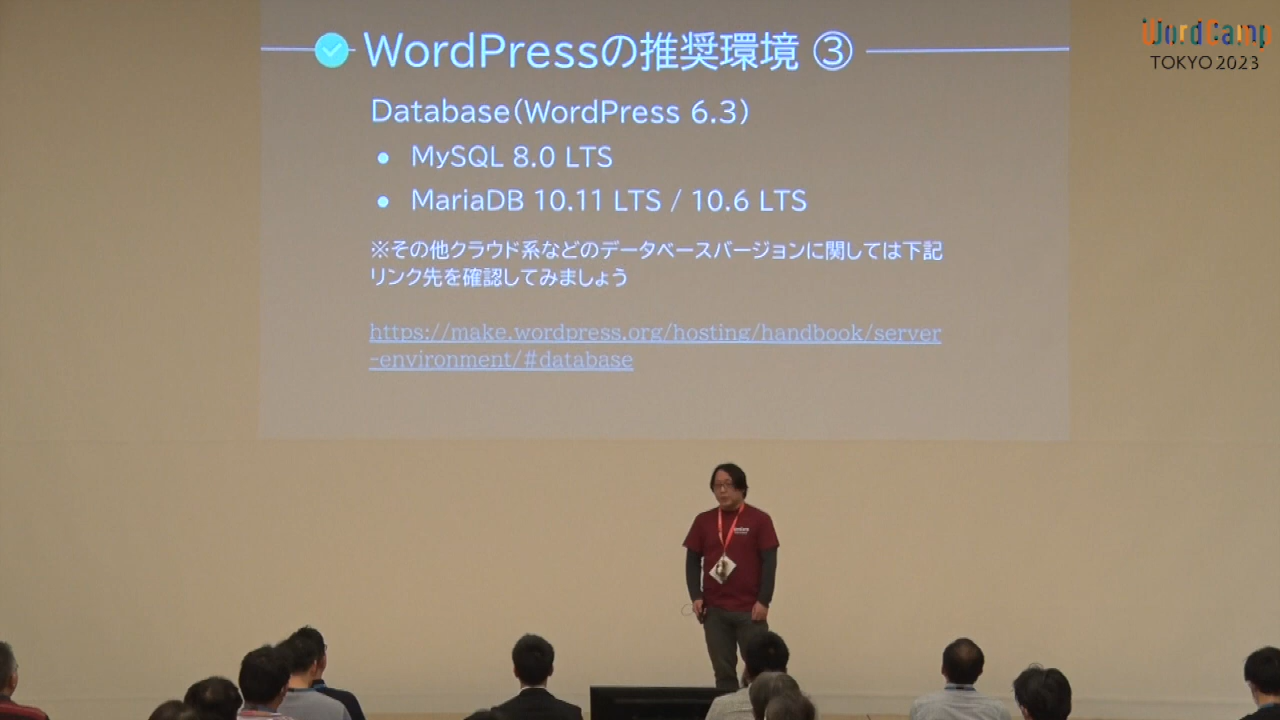 WordPressの推奨環境 ③
WordCamp
TOKYO 2023
Database(WordPress 6.3)
● MySQL 8.0 LTS
● MariaDB 10.11 LTS / 10.6 LTS
※その他クラウド系などのデータベースバージョンに関しては下記
リンク先を確認してみましょう
https://make.wordpress.org/hosting/handbook/server
-environment/#database